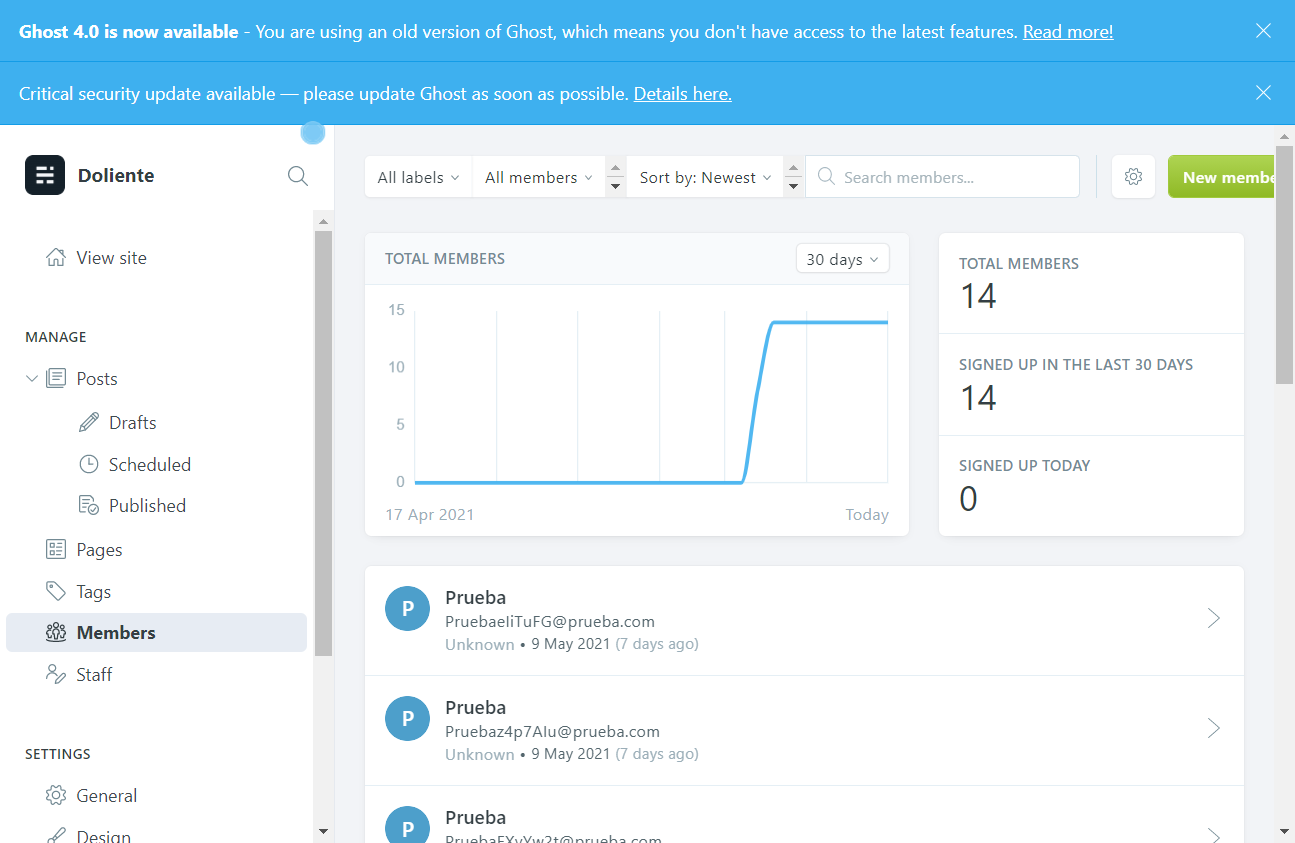 Ghost 4.0 is now available - You are using an old version of Ghost, which means you don't have access to the latest features. Read more!
Critical security update available — please update Ghost as soon as possible. Details here.
Doliente
View site
MANAGE
Posts
Drafts
Scheduled
Published
Pages
Tags
Members
Staff
SETTINGS
General
Design
All labels
All members
Sort by: Newest
Search members...
New membe
TOTAL MEMBERS
30 days
15
10
5
0
17 Apr 2021
Today
TOTAL MEMBERS
14
SIGNED UP IN THE LAST 30 DAYS
14
SIGNED UP TODAY
0
P
Prueba
PruebaeIiTuFG@prueba.com
Unknown • 9 May 2021 (7 days ago)
P
Prueba
Pruebaz4p7AIu@prueba.com
Unknown • 9 May 2021 (7 days ago)
P
Prueba